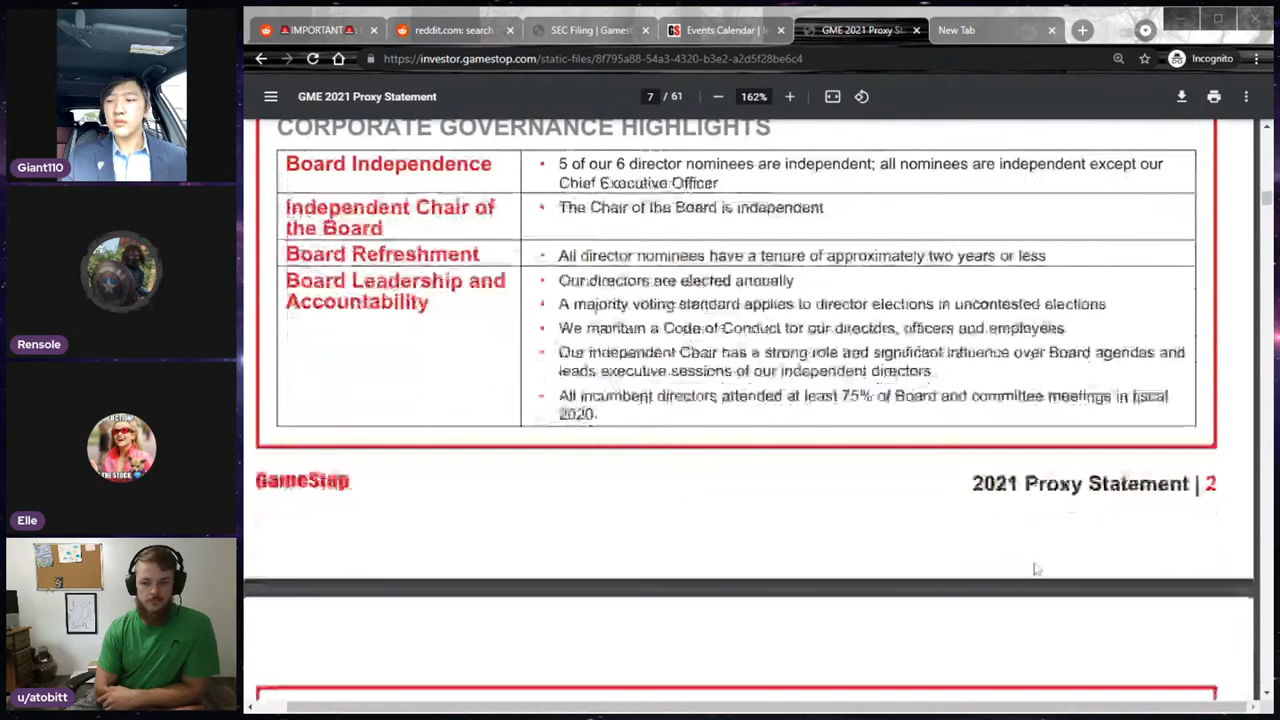 🚨IMPORTANT🚨
reddit.com: search
SEC Filing | Gamest
GS Events Calendar | In
GME 2021 Proxy St
New Tab
https://investor.gamestop.com/static-files/8f795a88-54a3-4320-b3e2-a2d5f28be6c4
Incognito
GME 2021 Proxy Statement
7 / 61
162%
CORPORATE GOVERNANCE HIGHLIGHTS
Board Independence
• 5 of our 6 director nominees are independent; all nominees are independent except our
Chief Executive Officer
Independent Chair of
the Board
• The Chair of the Board is independent
Board Refreshment
• All director nominees have a tenure of approximately two years or less
Board Leadership and
Accountability
• Our directors are elected annually
• A majority voting standard applies to director elections in uncontested elections
• We maintain a Code of Conduct for our directors, officers and employees
• Our independent Chair has a strong role and significant influence over Board agendas and
leads executive sessions of our independent directors
• All incumbent directors attended at least 75% of Board and committee meetings in fiscal
2020.
GameStop
2021 Proxy Statement | 2
Giant110
Rensole
THE STOCK
Elle
u/atobitt